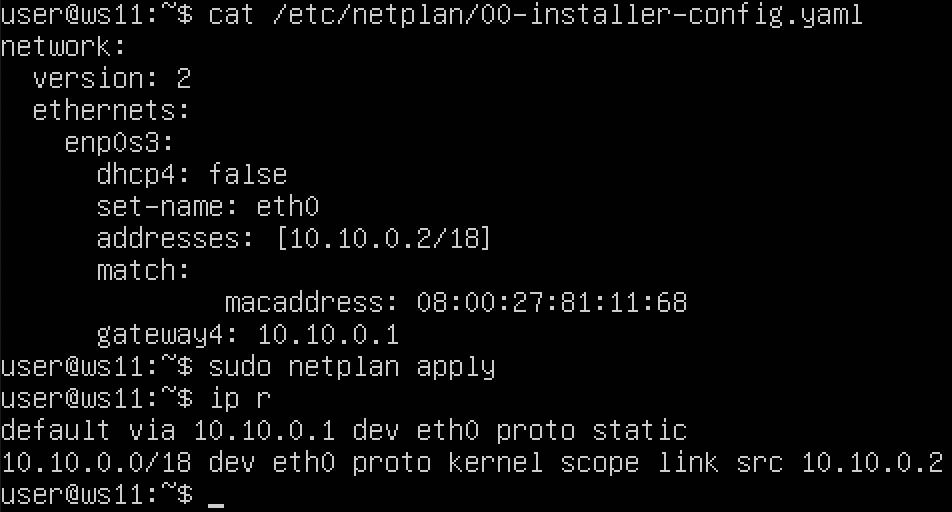 user@ws11:~$ cat /etc/netplan/00-installer-config.yaml
network:
  version: 2
  ethernets:
    enp0s3:
      dhcp4: false
      set-name: eth0
      addresses: [10.10.0.2/18]
      match:
              macaddress: 08:00:27:81:11:68
      gateway4: 10.10.0.1
user@ws11:~$ sudo netplan apply
user@ws11:~$ ip r
default via 10.10.0.1 dev eth0 proto static
10.10.0.0/18 dev eth0 proto kernel scope link src 10.10.0.2
user@ws11:~$ _